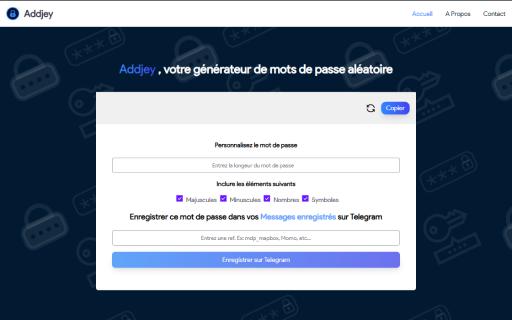 Addjey
Accueil
A Propos
Contact
Addjey , votre générateur de mots de passe aléatoire
Copier
Personnalisez le mot de passe
Entrez la longeur du mot de passe
Inclure les éléments suivants
Majuscules Minuscules Nombres Symboles
Enregistrer ce mot de passe dans vos Messages enregistrés sur Telegram
Entrez une ref. Ex: mdp_mapbox, Momo, etc...
Enregistrer sur Telegram